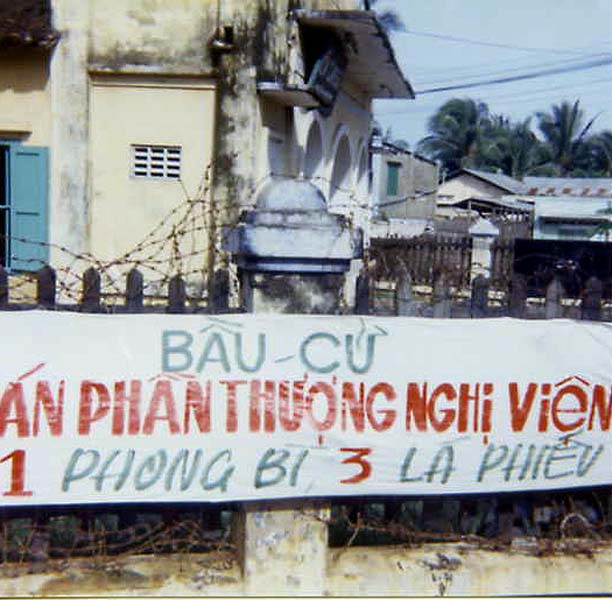 BẦU-CỬ
ÁN PHẦN THƯỢNG NGHỊ VIỆN
1 PHONG BÌ 3 LÁ PHIẾU